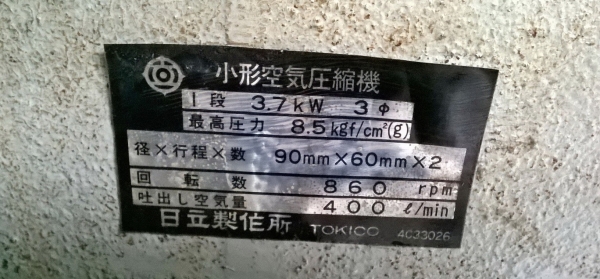 小形空気圧縮機
1段 3.7kW 3φ
最高圧力 8.5kgf/cm²(g)
径×行程×数 90mm×60mm×2
回転数 860 rpm
吐出し空気量 400 ℓ/min
日立製作所 TOKICO 4C33026